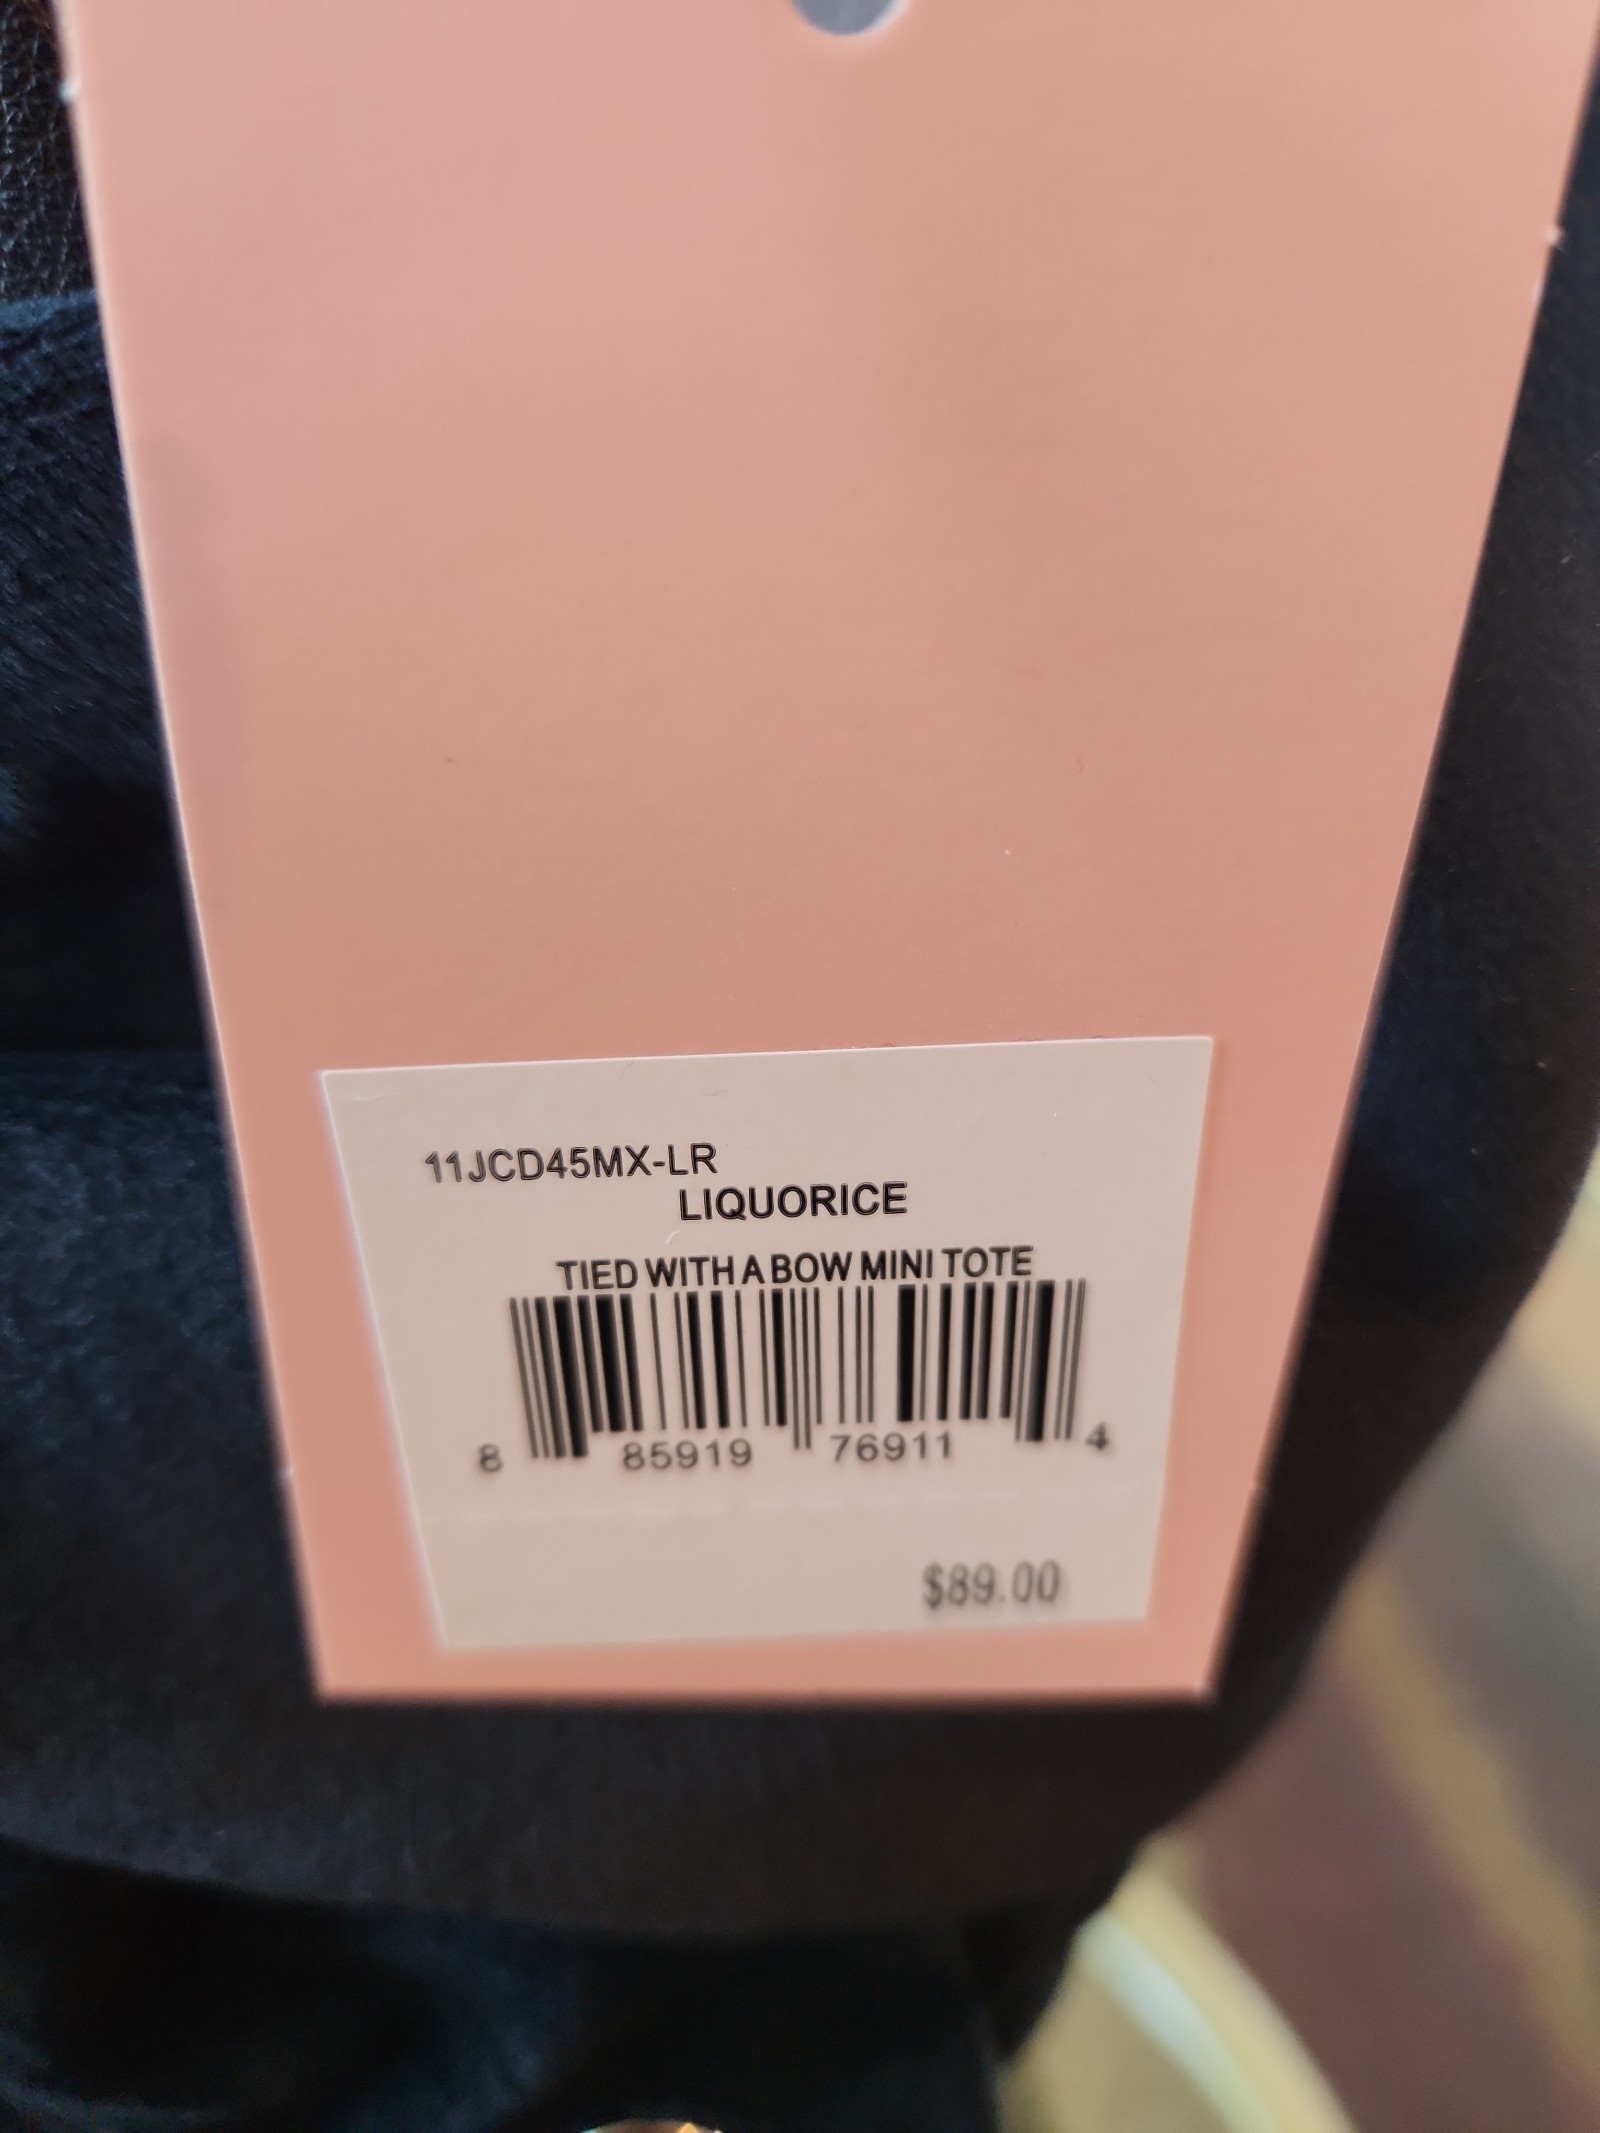 11JCD45MX-LR
LIQUORICE
TIED WITH A BOW MINI TOTE
8 85919 76911 4
$89.00